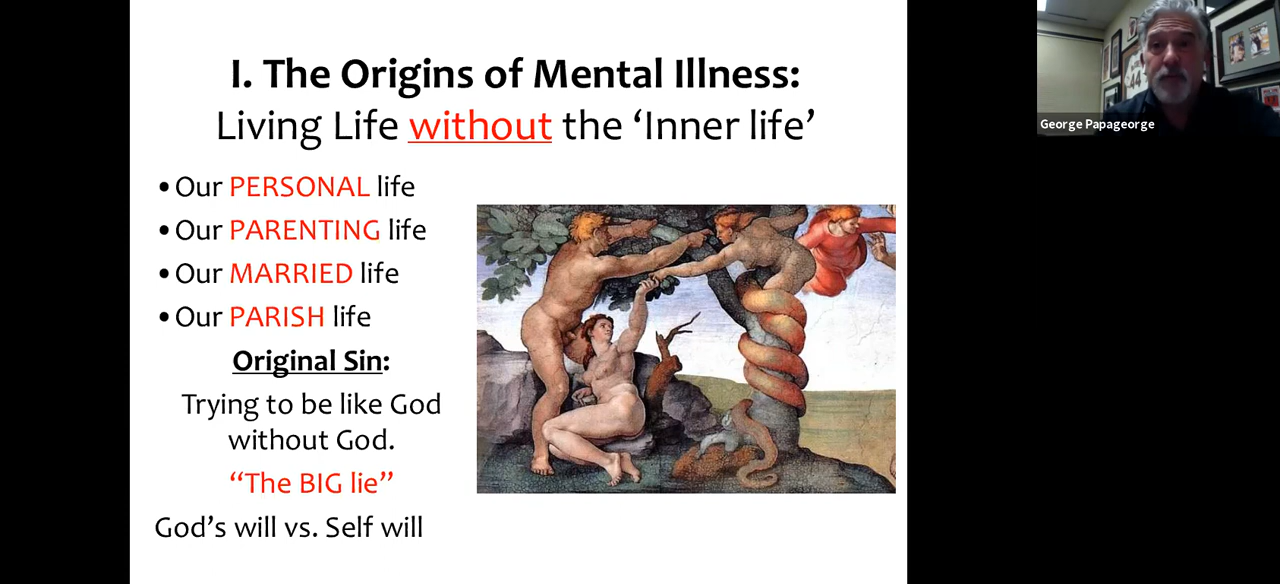 I. The Origins of Mental Illness:
Living Life without the ‘Inner life’
•Our PERSONAL life
•Our PARENTING life
•Our MARRIED life
•Our PARISH life
Original Sin:
Trying to be like God
without God.
“The BIG lie”
God’s will vs. Self will
George Papageorge
44